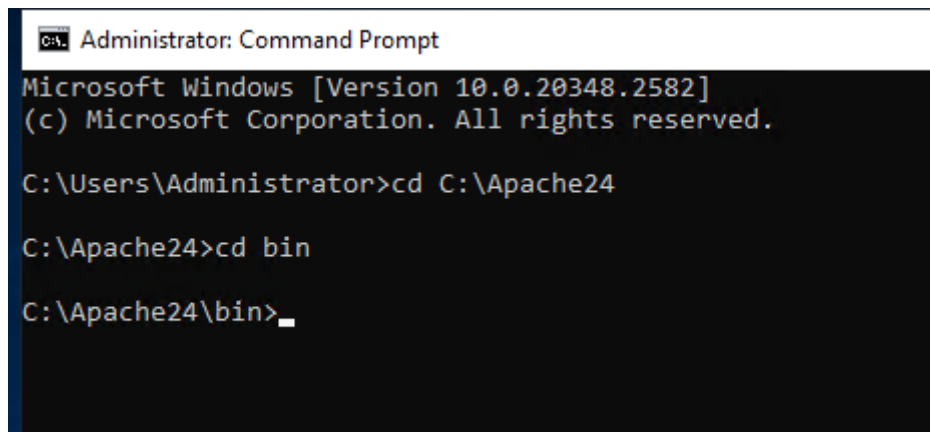 Administrator: Command Prompt
Microsoft Windows [Version 10.0.20348.2582]
(c) Microsoft Corporation. All rights reserved.
C:\Users\Administrator>cd C:\Apache24
C:\Apache24>cd bin
C:\Apache24\bin>